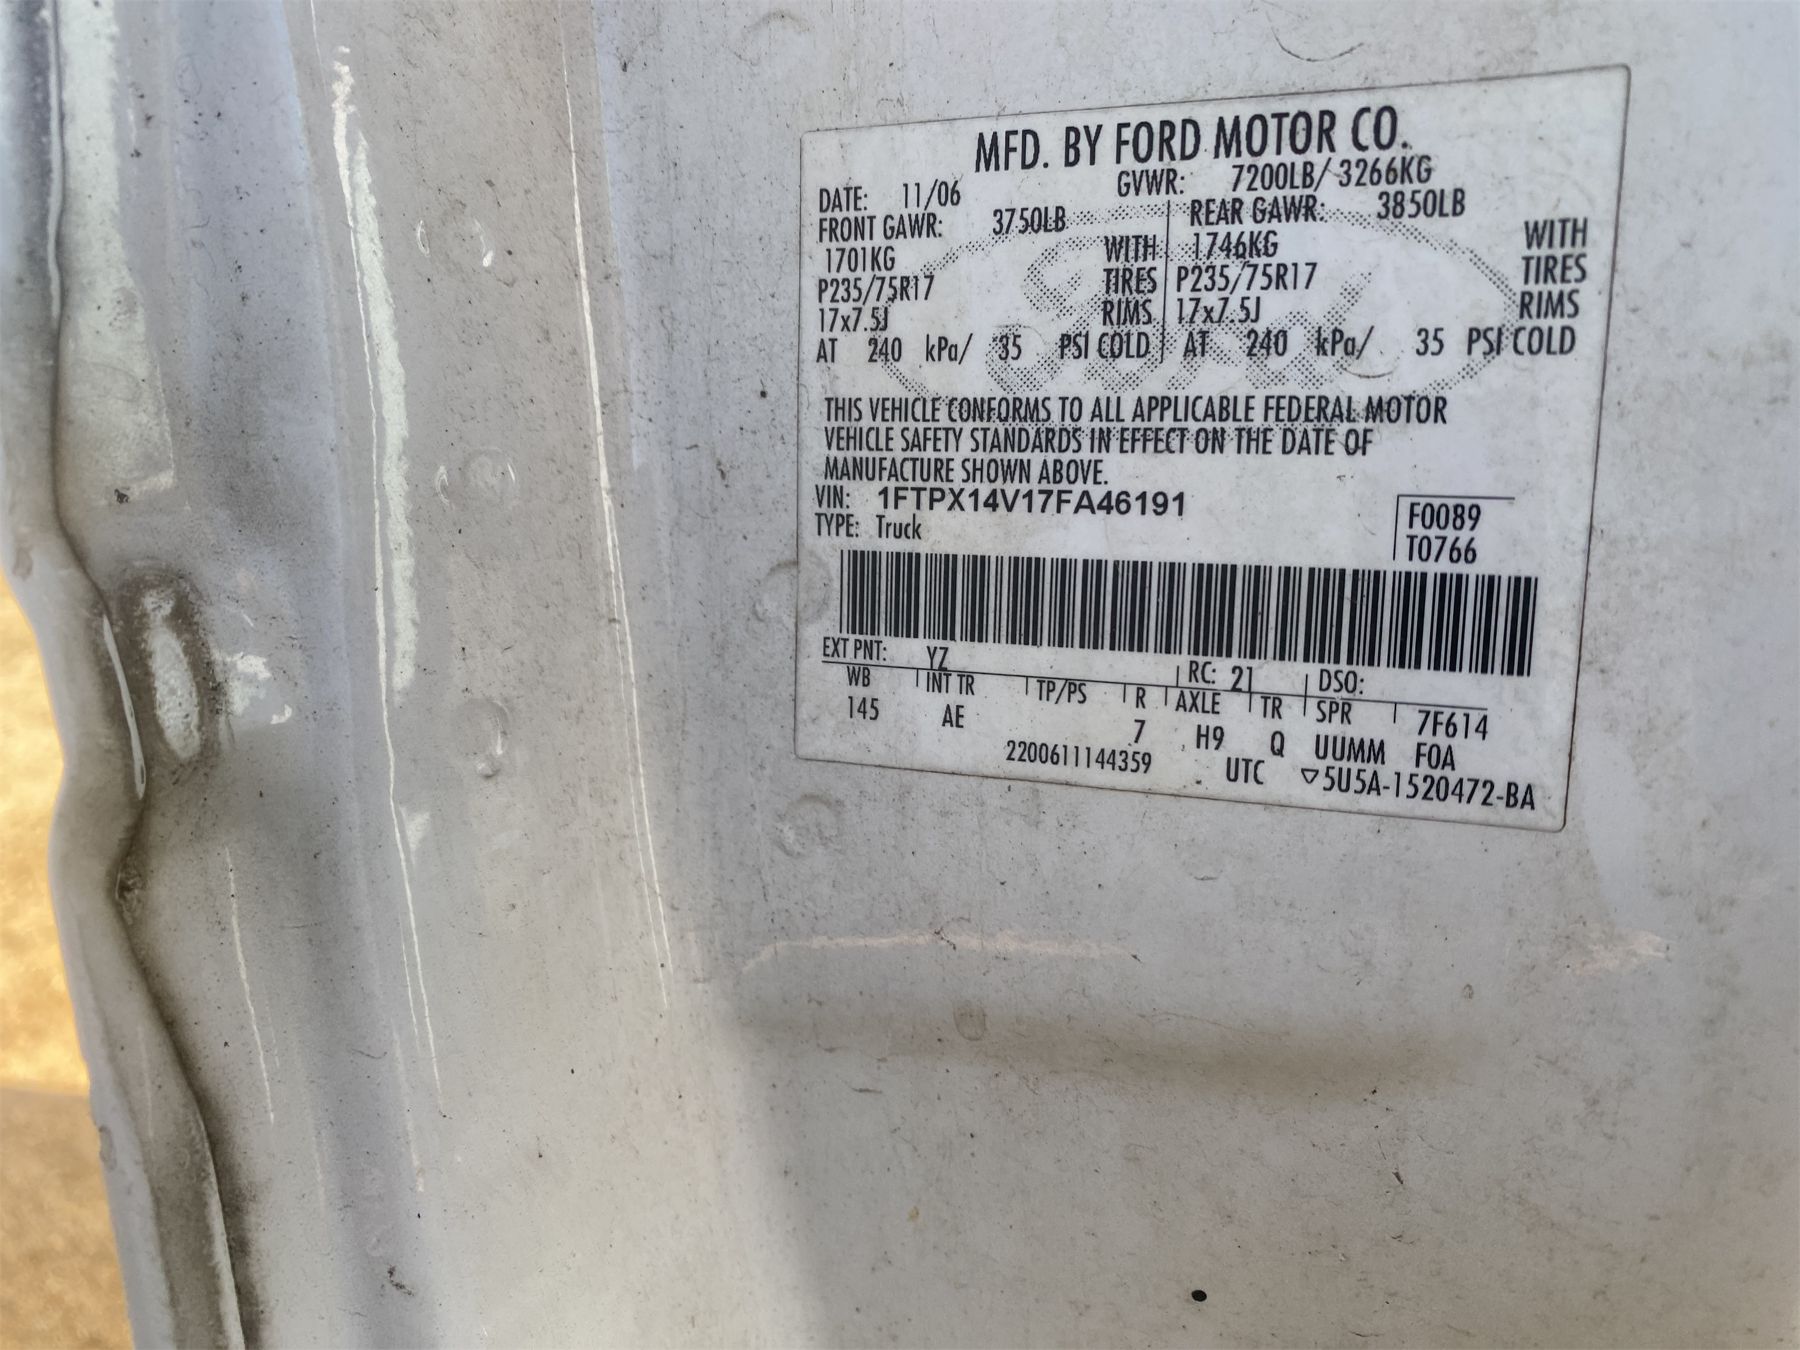 MFD. BY FORD MOTOR CO.
DATE: 11/06 GVWR: 7200LB/ 3266KG
FRONT GAWR: 3750LB REAR GAWR: 3850LB
1701KG WITH 1746KG WITH
P235/75R17 TIRES P235/75R17 TIRES
17x7.5J RIMS 17x7.5J RIMS
AT 240 kPa/ 35 PSI COLD AT 240 kPa/ 35 PSI COLD
Ford
THIS VEHICLE CONFORMS TO ALL APPLICABLE FEDERAL MOTOR
VEHICLE SAFETY STANDARDS IN EFFECT ON THE DATE OF
MANUFACTURE SHOWN ABOVE.
VIN: 1FTPX14V17FA46191 F0089
TYPE: Truck T0766
EXT PNT: YZ RC: 21 DSO:
WB INT TR TP/PS R AXLE TR SPR 7F614
145 AE 7 H9 Q UUMM FOA
2200611144359 UTC ▽5U5A-1520472-BA